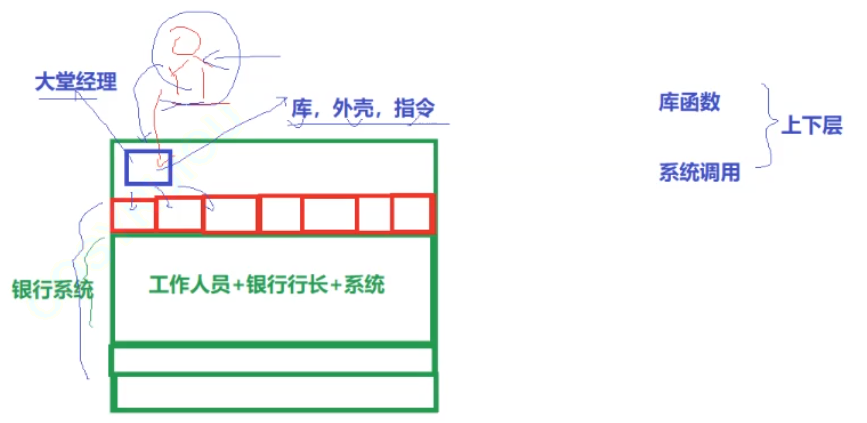 大堂经理
库，外壳，指令
库函数
上下层
系统调用
银行系统
工作人员+银行行长+系统